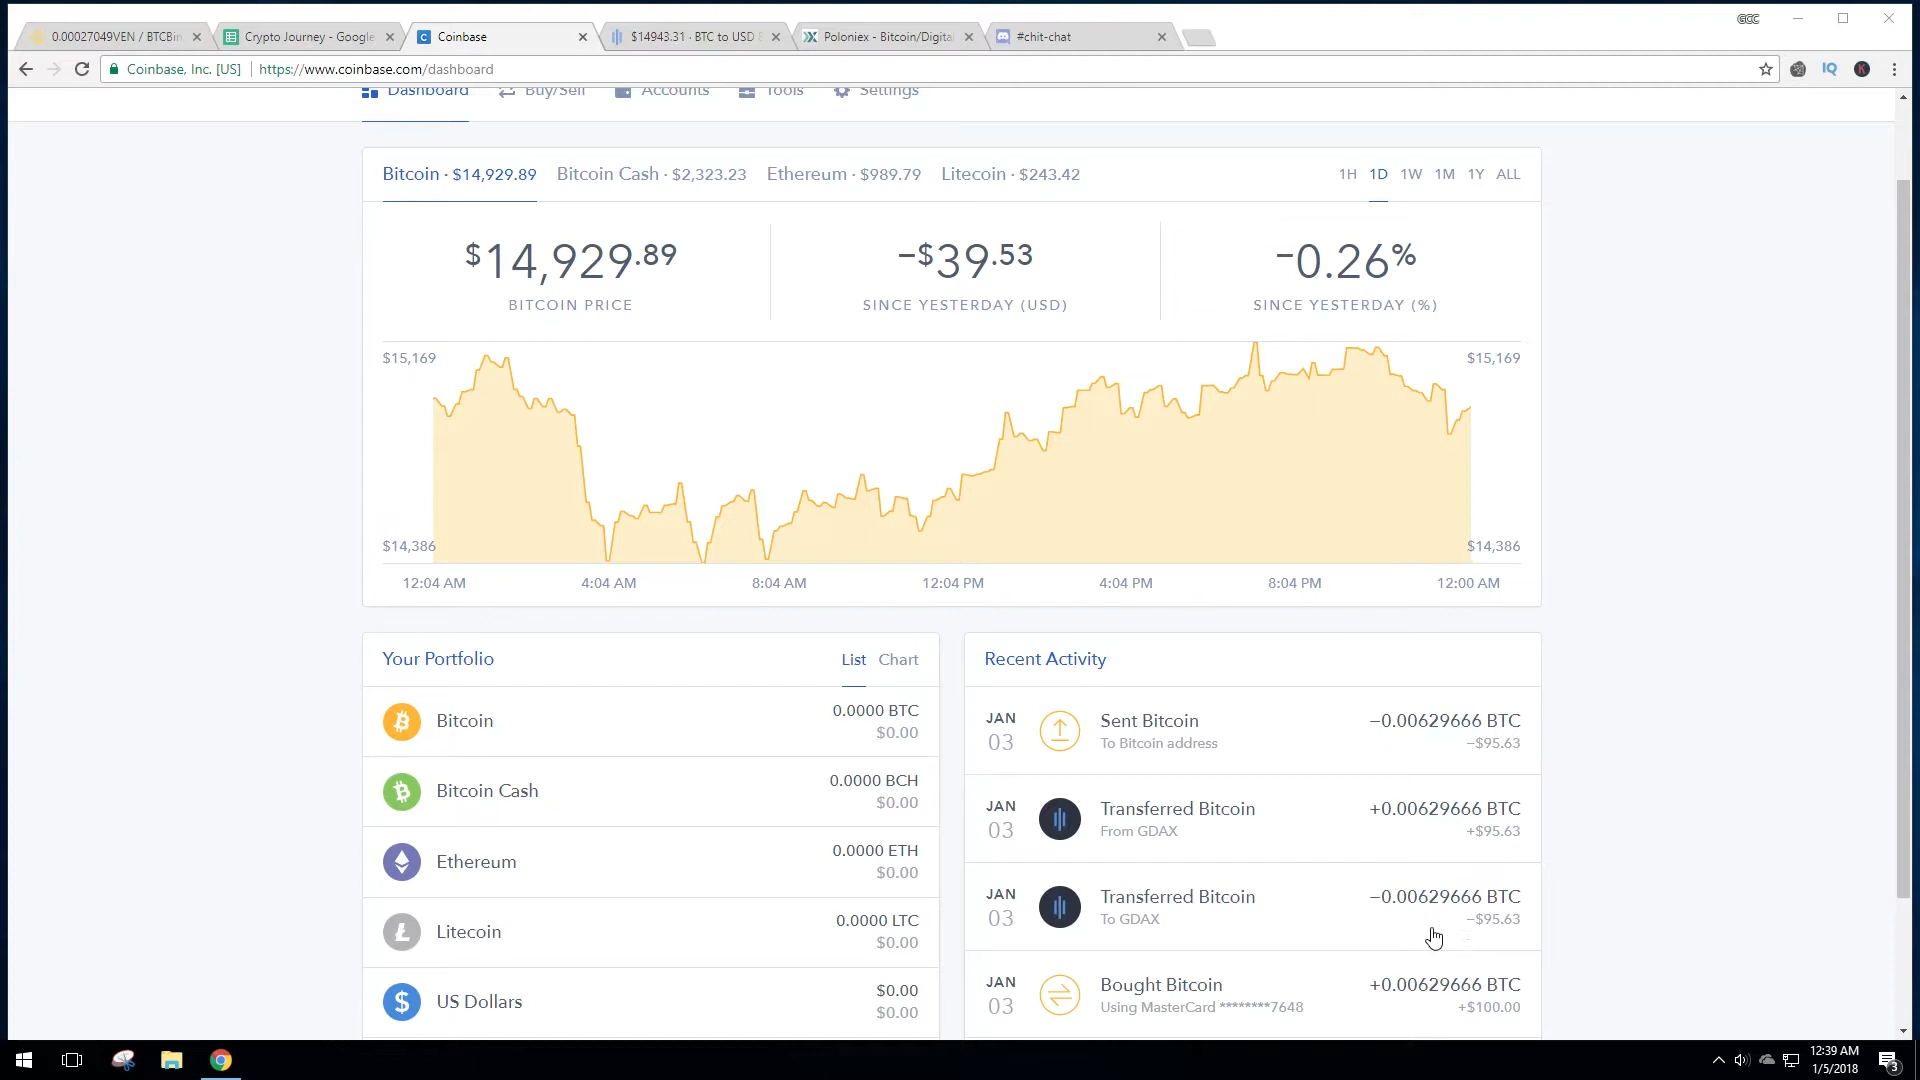 GCC
0.00027049VEN / BTCBin
Crypto Journey - Google
Coinbase
$14943.31 · BTC to USD
Poloniex - Bitcoin/Digita
#chit-chat
Coinbase, Inc. [US]
https://www.coinbase.com/dashboard
IQ
K
Dashboard
Buy/Sell
Accounts
Tools
Settings
Bitcoin · $14,929.89
Bitcoin Cash · $2,323.23
Ethereum · $989.79
Litecoin · $243.42
1H 1D 1W 1M 1Y ALL
$14,929.89
BITCOIN PRICE
−$39.53
SINCE YESTERDAY (USD)
−0.26%
SINCE YESTERDAY (%)
$15,169
$15,169
$14,386
$14,386
12:04 AM
4:04 AM
8:04 AM
12:04 PM
4:04 PM
8:04 PM
12:00 AM
Your Portfolio
List Chart
Bitcoin
0.0000 BTC
$0.00
Bitcoin Cash
0.0000 BCH
$0.00
Ethereum
0.0000 ETH
$0.00
Litecoin
0.0000 LTC
$0.00
US Dollars
$0.00
$0.00
Recent Activity
JAN
03
Sent Bitcoin
To Bitcoin address
−0.00629666 BTC
−$95.63
JAN
03
Transferred Bitcoin
From GDAX
+0.00629666 BTC
+$95.63
JAN
03
Transferred Bitcoin
To GDAX
−0.00629666 BTC
−$95.63
JAN
03
Bought Bitcoin
Using MasterCard ********7648
+0.00629666 BTC
+$100.00
12:39 AM
1/5/2018
3